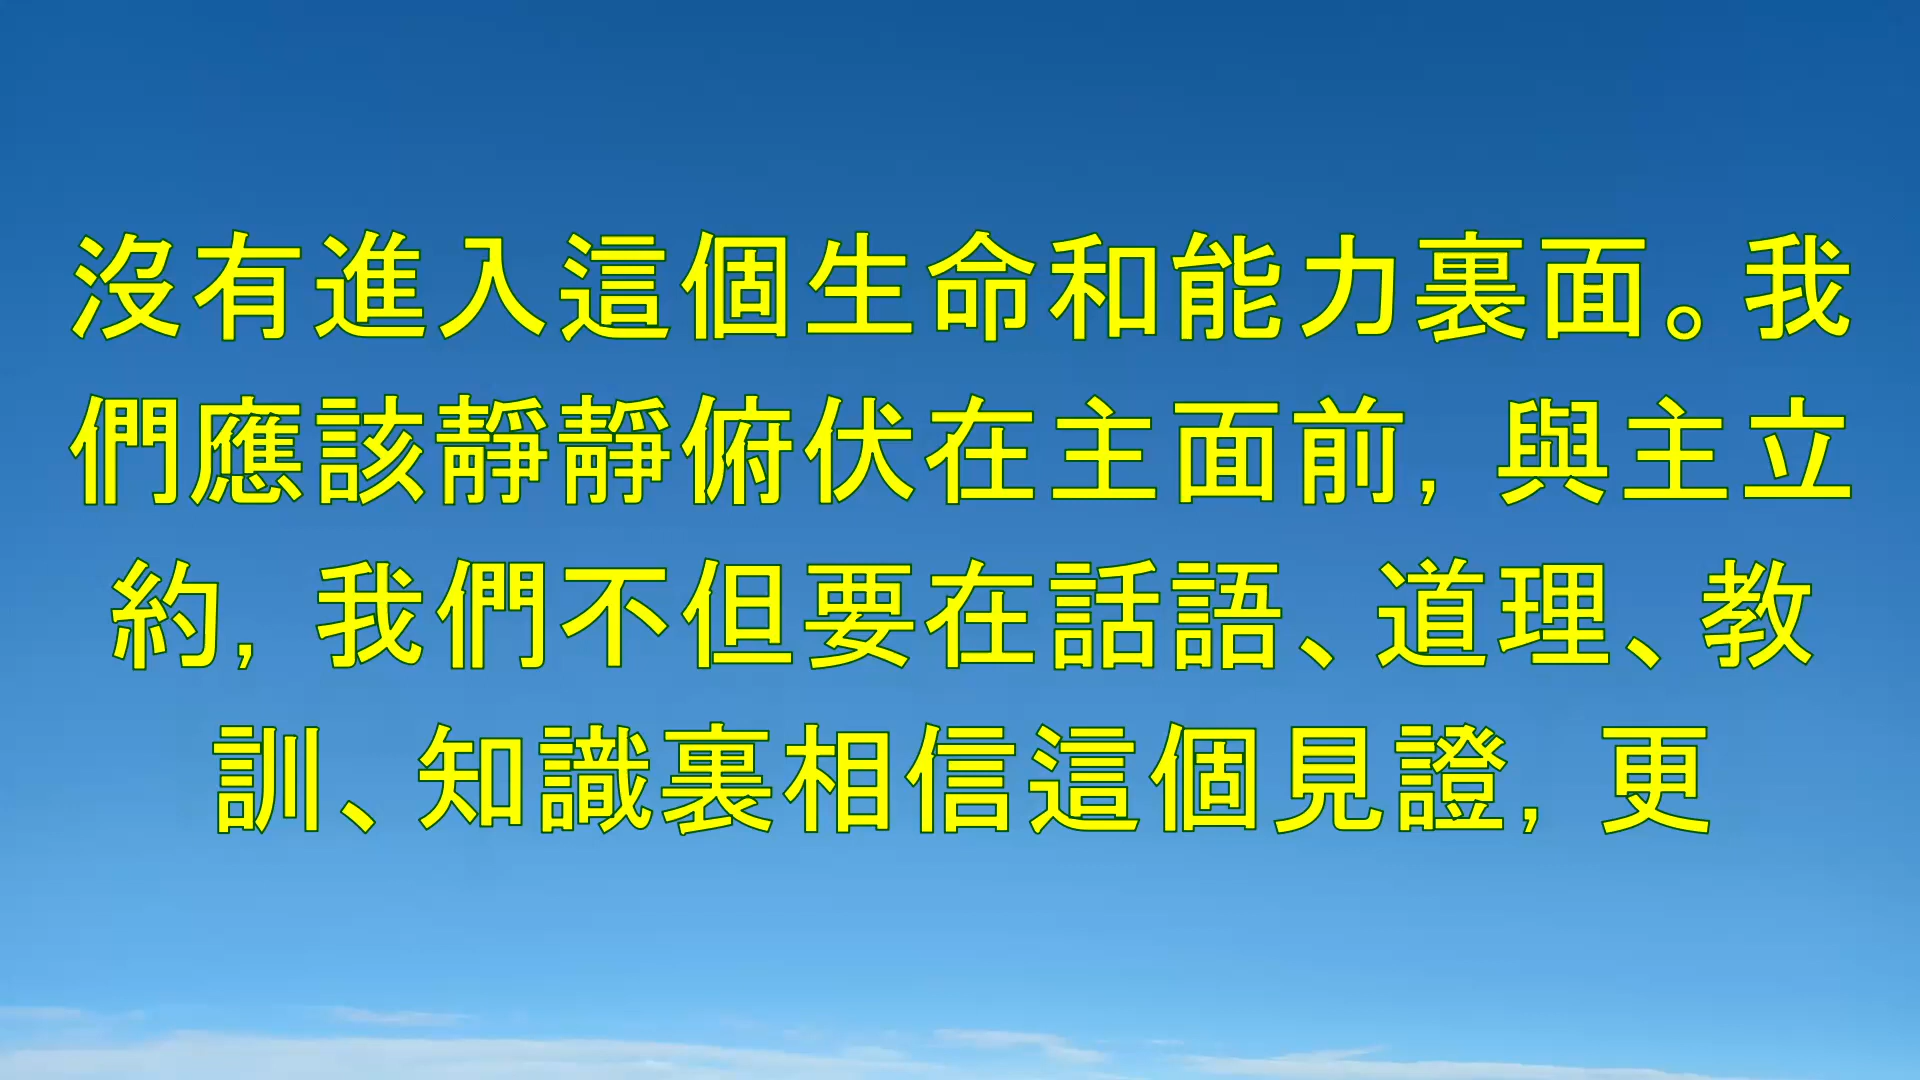 沒有進入這個生命和能力裏面。我
們應該靜靜俯伏在主面前,與主立
約,我們不但要在話語、道理、教
訓、知識裏相信這個見證,更